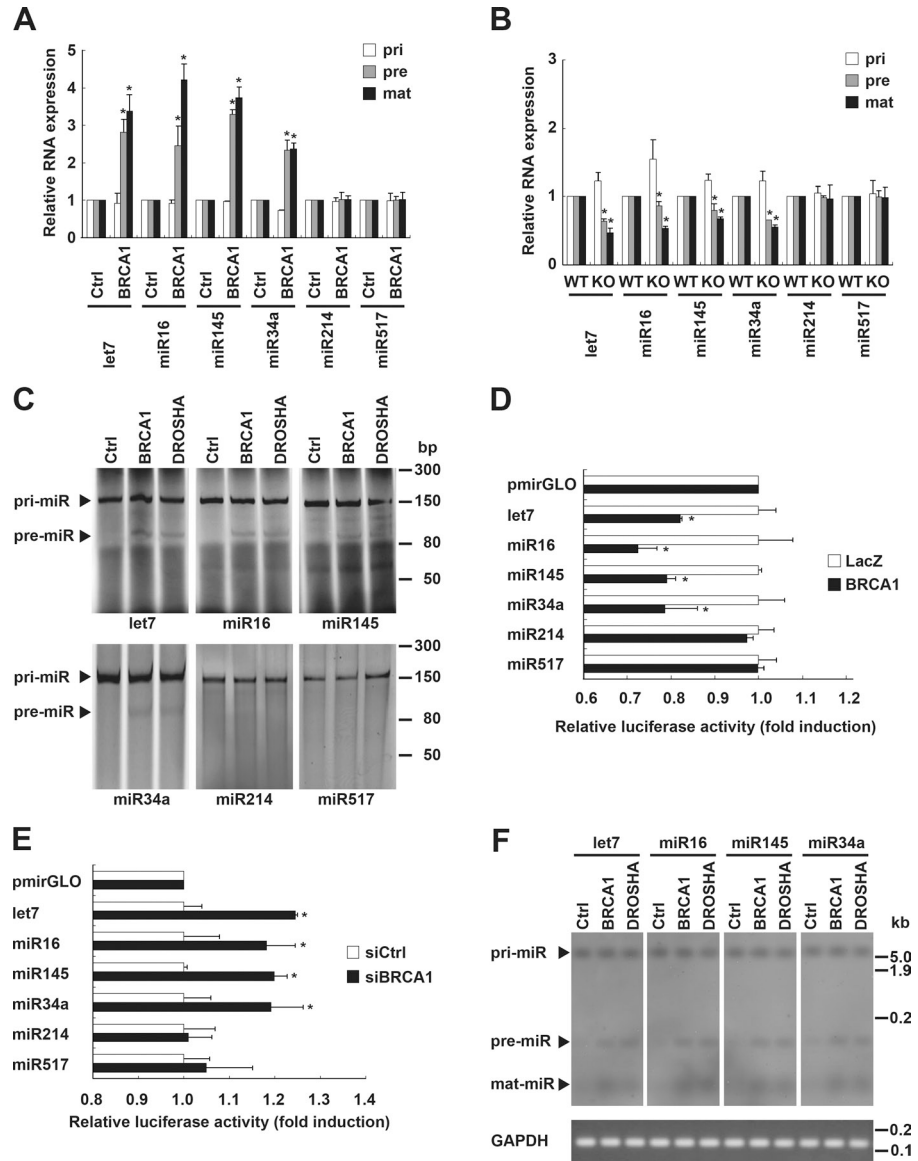 A
Relative RNA expression
5
4
3
2
1
0
pri
pre
mat
* * * * * * * *
Ctrl BRCA1 Ctrl BRCA1 Ctrl BRCA1 Ctrl BRCA1 Ctrl BRCA1 Ctrl BRCA1
let7 miR16 miR145 miR34a miR214 miR517
B
Relative RNA expression
3
2
1
0
pri
pre
mat
* * * * * * * *
WT KO WT KO WT KO WT KO WT KO WT KO
let7 miR16 miR145 miR34a miR214 miR517
C
Ctrl BRCA1 DROSHA Ctrl BRCA1 DROSHA Ctrl BRCA1 DROSHA
bp
300
pri-miR
150
pre-miR
80
50
let7 miR16 miR145
300
pri-miR
150
pre-miR
80
50
miR34a miR214 miR517
D
pmirGLO
let7
*
miR16
*
miR145
*
miR34a
*
miR214
miR517
LacZ
BRCA1
0.6 0.7 0.8 0.9 1.0 1.1 1.2
Relative luciferase activity (fold induction)
E
pmirGLO
let7
*
miR16
*
miR145
*
miR34a
*
miR214
miR517
siCtrl
siBRCA1
0.8 0.9 1.0 1.1 1.2 1.3 1.4
Relative luciferase activity (fold induction)
F
let7 miR16 miR145 miR34a
Ctrl BRCA1 DROSHA Ctrl BRCA1 DROSHA Ctrl BRCA1 DROSHA Ctrl BRCA1 DROSHA
kb
pri-miR
5.0
1.9
0.2
pre-miR
mat-miR
GAPDH
0.2
0.1